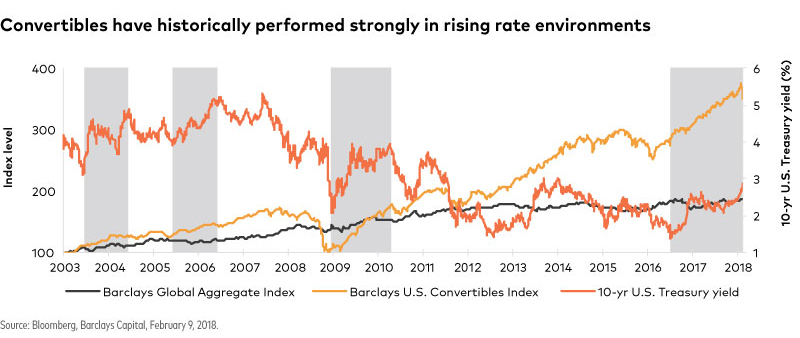 Convertibles have historically performed strongly in rising rate environments
400
300
200
100
Index level
6
5
4
3
2
1
10-yr U.S. Treasury yield (%)
2003 2004 2005 2006 2007 2008 2009 2010 2011 2012 2013 2014 2015 2016 2017 2018
Barclays Global Aggregate Index Barclays U.S. Convertibles Index 10-yr U.S. Treasury yield
Source: Bloomberg, Barclays Capital, February 9, 2018.